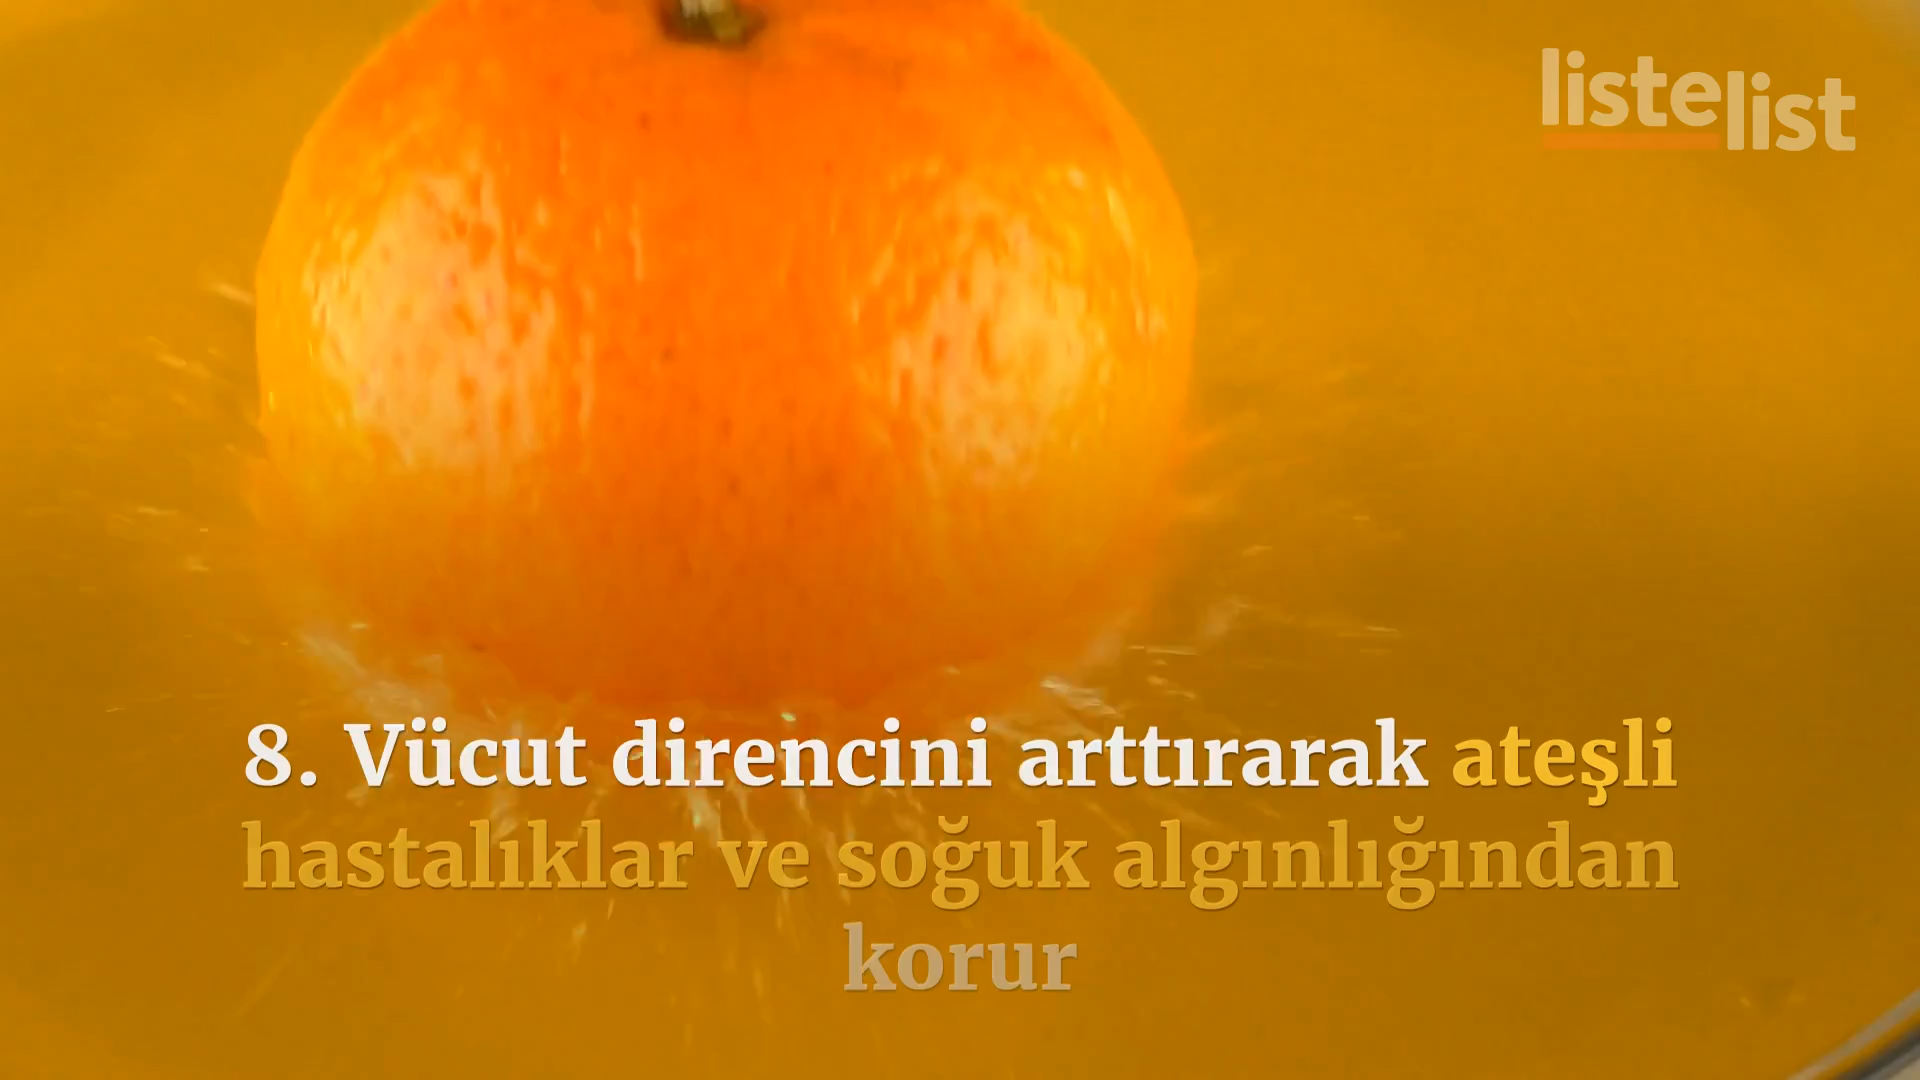 listelist
8. Vücut direncini arttırarak ateşli
hastalıklar ve soğuk algınlığından
korur